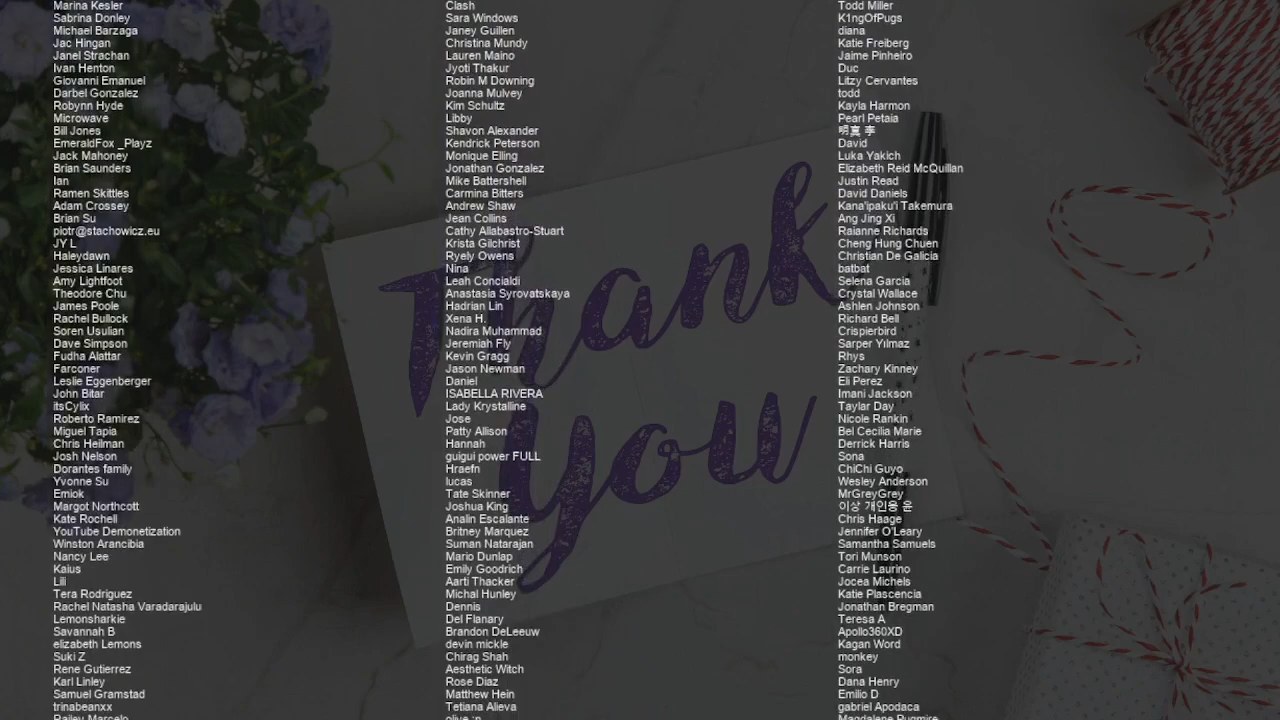 Marina Kesler
Sabrina Donley
Michael Barzaga
Jac Hingan
Janel Strachan
Ivan Henton
Giovanni Emanuel
Darbel Gonzalez
Robynn Hyde
Microwave
Bill Jones
EmeraldFox _Playz
Jack Mahoney
Brian Saunders
Ian
Ramen Skittles
Adam Crossey
Brian Su
piotr@stachowicz.eu
JY L
Haleydawn
Jessica Linares
Amy Lightfoot
Theodore Chu
James Poole
Rachel Bullock
Soren Usulian
Dave Simpson
Fudha Alattar
Farconer
Leslie Eggenberger
John Bitar
itsCylix
Roberto Ramirez
Miguel Tapia
Chris Heilman
Josh Nelson
Dorantes family
Yvonne Su
Emiok
Margot Northcott
Kate Rochell
YouTube Demonetization
Winston Arancibia
Nancy Lee
Kaius
Lili
Tera Rodriguez
Rachel Natasha Varadarajulu
Lemonsharkie
Savannah B
elizabeth Lemons
Suki Z
Rene Gutierrez
Karl Linley
Samuel Gramstad
trinabeanxx
Bailey Marcelo
Clash
Sara Windows
Janey Guillen
Christina Mundy
Lauren Maino
Jyoti Thakur
Robin M Downing
Joanna Mulvey
Kim Schultz
Libby
Shavon Alexander
Kendrick Peterson
Monique Elling
Jonathan Gonzalez
Mike Battershell
Carmina Bitters
Andrew Shaw
Jean Collins
Cathy Allabastro-Stuart
Krista Gilchrist
Ryely Owens
Nina
Leah Concialdi
Anastasia Syrovatskaya
Hadrian Lin
Xena H.
Nadira Muhammad
Jeremiah Fly
Kevin Gragg
Jason Newman
Daniel
ISABELLA RIVERA
Lady Krystalline
Jose
Patty Allison
Hannah
guigui power FULL
Hraefn
lucas
Tate Skinner
Joshua King
Analin Escalante
Britney Marquez
Suman Natarajan
Mario Dunlap
Emily Goodrich
Aarti Thacker
Michal Hunley
Dennis
Del Flanary
Brandon DeLeeuw
devin mickle
Chirag Shah
Aesthetic Witch
Rose Diaz
Matthew Hein
Tetiana Alieva
olive :p
Todd Miller
K1ngOfPugs
diana
Katie Freiberg
Jaime Pinheiro
Duc
Litzy Cervantes
todd
Kayla Harmon
Pearl Petaia
明真 李
David
Luka Yakich
Elizabeth Reid McQuillan
Justin Read
David Daniels
Kana'ipaku'i Takemura
Ang Jing Xi
Raianne Richards
Cheng Hung Chuen
Christian De Galicia
batbat
Selena Garcia
Crystal Wallace
Ashlen Johnson
Richard Bell
Crispierbird
Sarper Yılmaz
Rhys
Zachary Kinney
Eli Perez
Imani Jackson
Taylar Day
Nicole Rankin
Bel Cecilia Marie
Derrick Harris
Sona
ChiChi Guyo
Wesley Anderson
MrGreyGrey
이상 개인용 윤
Chris Haage
Jennifer O'Leary
Samantha Samuels
Tori Munson
Carrie Laurino
Jocea Michels
Katie Plascencia
Jonathan Bregman
Teresa A
Apollo360XD
Kagan Word
monkey
Sora
Dana Henry
Emilio D
gabriel Apodaca
Magdalene Pugmire
Thank
you